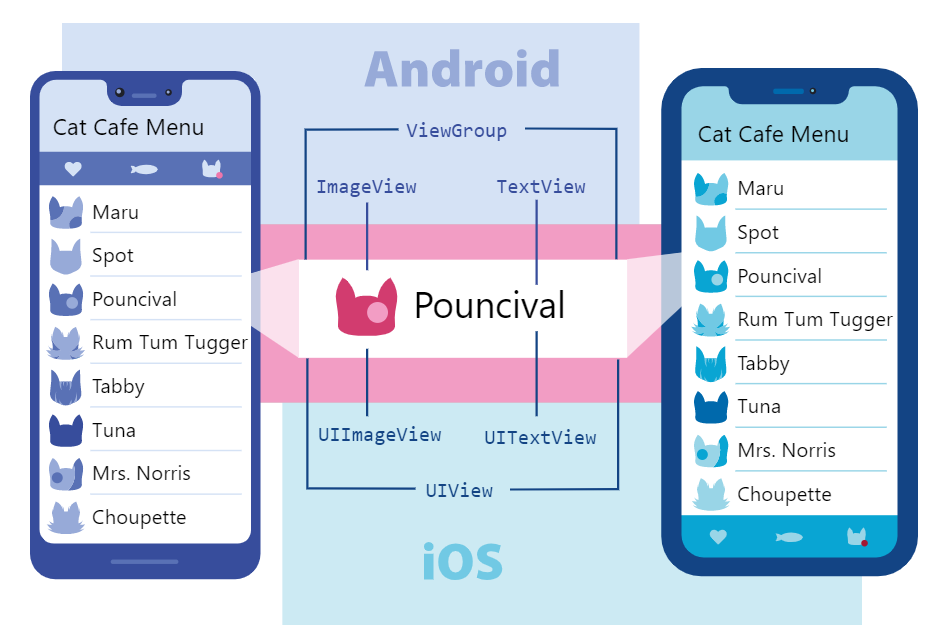 Android
Cat Cafe Menu
Maru
Spot
Pouncival
Rum Tum Tugger
Tabby
Tuna
Mrs. Norris
Choupette
ViewGroup
ImageView
TextView
Pouncival
UIImageView
UITextView
UIView
iOS
Cat Cafe Menu
Maru
Spot
Pouncival
Rum Tum Tugger
Tabby
Tuna
Mrs. Norris
Choupette